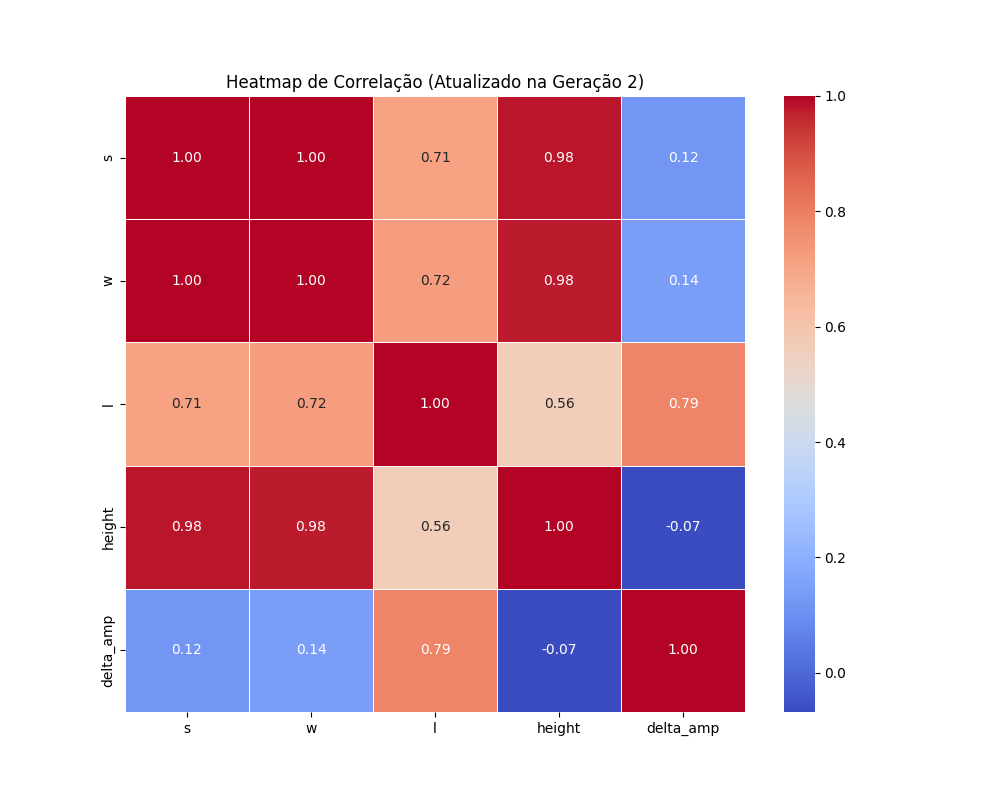 Heatmap de Correlação (Atualizado na Geração 2)
s 1.00 1.00 0.71 0.98 0.12
w 1.00 1.00 0.72 0.98 0.14
l 0.71 0.72 1.00 0.56 0.79
height 0.98 0.98 0.56 1.00 -0.07
delta_amp 0.12 0.14 0.79 -0.07 1.00
s w l height delta_amp
1.0
0.8
0.6
0.4
0.2
0.0